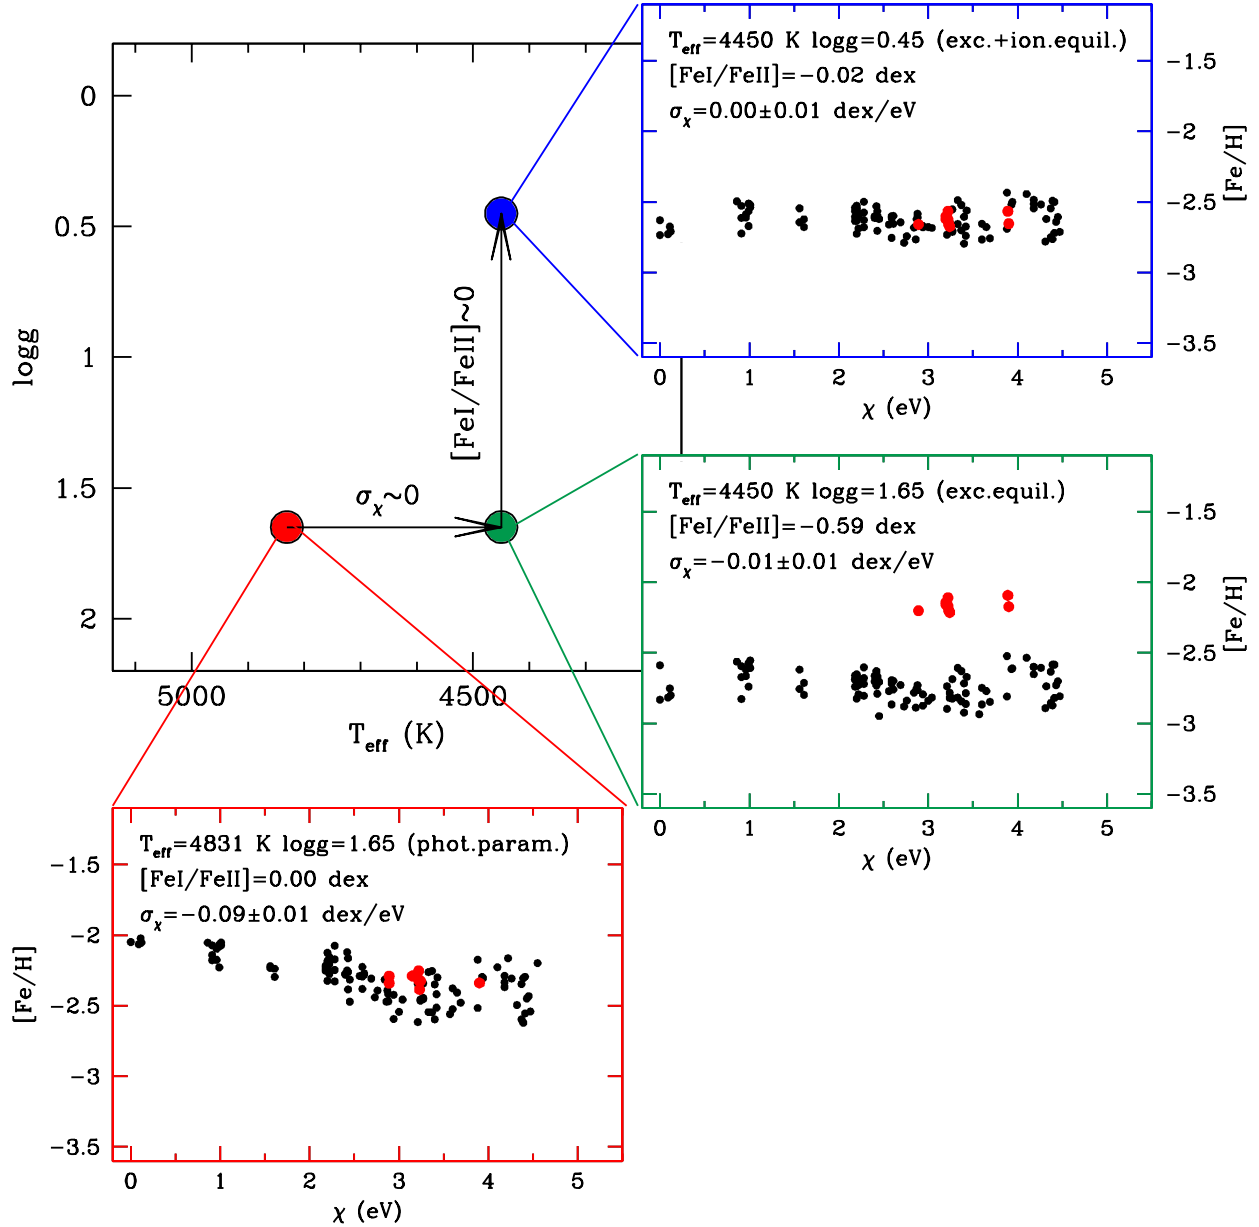 0
0.5
1
1.5
2
logg
5000
4500
T_eff (K)
σ_χ~0
[FeI/FeII]~0
T_eff=4450 K logg=0.45 (exc.+ion.equil.)
[FeI/FeII]=−0.02 dex
σ_χ=0.00±0.01 dex/eV
−1.5
−2
−2.5
−3
−3.5
[Fe/H]
0 1 2 3 4 5
χ (eV)
T_eff=4450 K logg=1.65 (exc.equil.)
[FeI/FeII]=−0.59 dex
σ_χ=−0.01±0.01 dex/eV
−1.5
−2
−2.5
−3
−3.5
[Fe/H]
0 1 2 3 4 5
χ (eV)
T_eff=4831 K logg=1.65 (phot.param.)
[FeI/FeII]=0.00 dex
σ_χ=−0.09±0.01 dex/eV
−1.5
−2
−2.5
−3
−3.5
[Fe/H]
0 1 2 3 4 5
χ (eV)